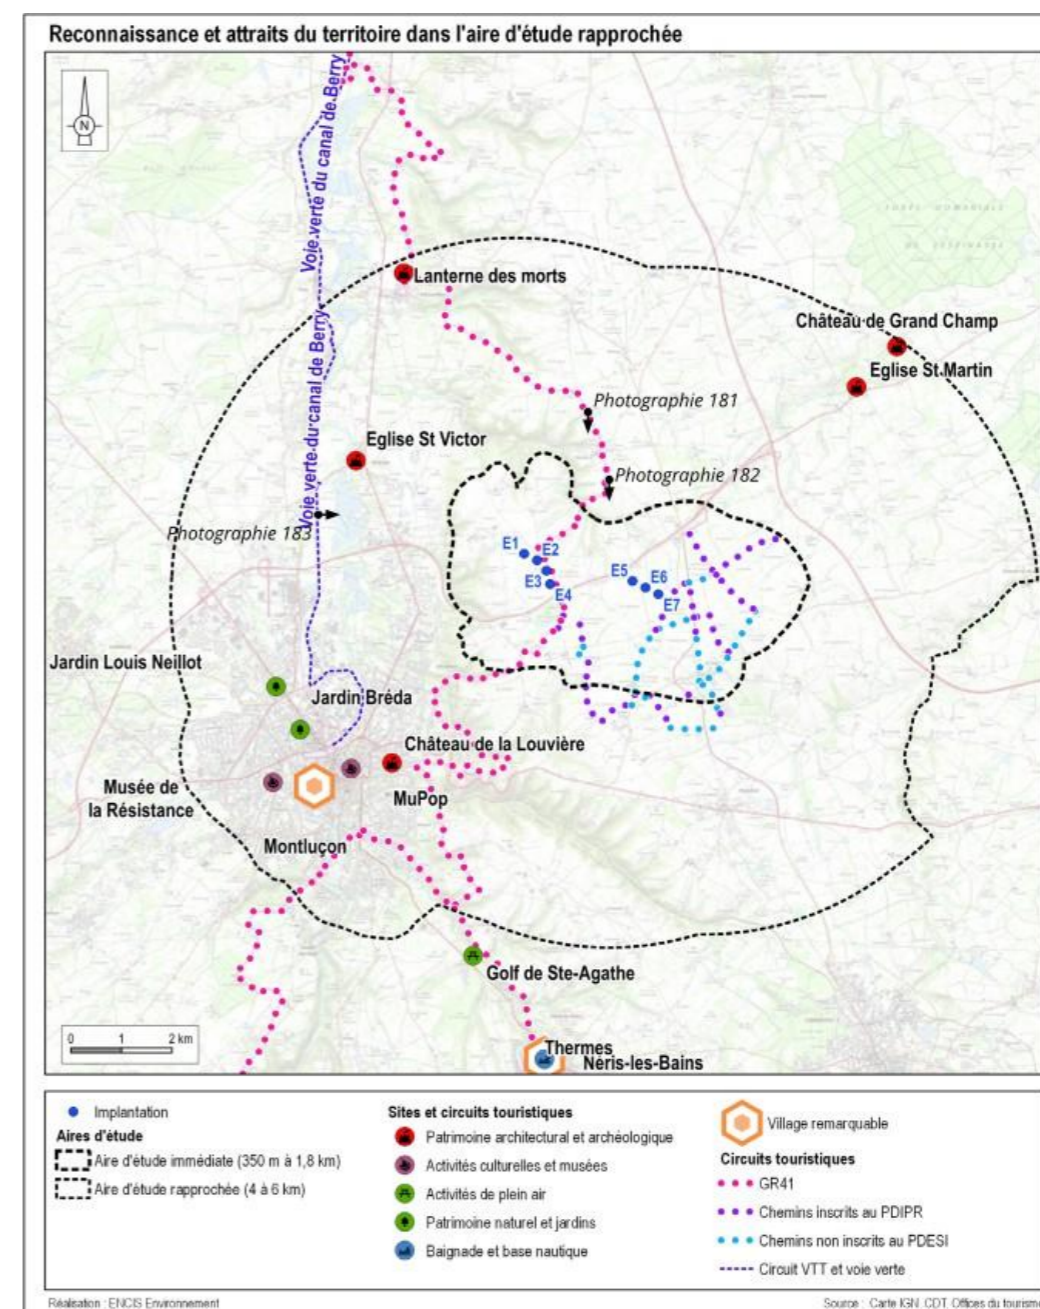 Reconnaissance et attraits du territoire dans l'aire d'étude rapprochée
N
Voie verte du canal de Berry
Lanterne des morts
Château de Grand Champ
Eglise St Martin
Voie verte du canal de Berry
Photographie 181
Eglise St Victor
Photographie 182
Photographie 183
E1
E2
E3
E4
E5
E6
E7
Jardin Louis Neillot
Jardin Bréda
Château de la Louvière
Musée de
la Résistance
MuPop
Montluçon
Golf de Ste-Agathe
Thermes
Néris-les-Bains
0 1 2 km
Implantation
Aires d'étude
Aire d'étude immédiate (350 m à 1,8 km)
Aire d'étude rapprochée (4 à 6 km)
Sites et circuits touristiques
Patrimoine architectural et archéologique
Activités culturelles et musées
Activités de plein air
Patrimoine naturel et jardins
Baignade et base nautique
Village remarquable
Circuits touristiques
GR41
Chemins inscrits au PDIPR
Chemins non inscrits au PDESI
Circuit VTT et voie verte
Réalisation : ENCIS Environnement
Source : Carte IGN, CDT, Offices du tourisme